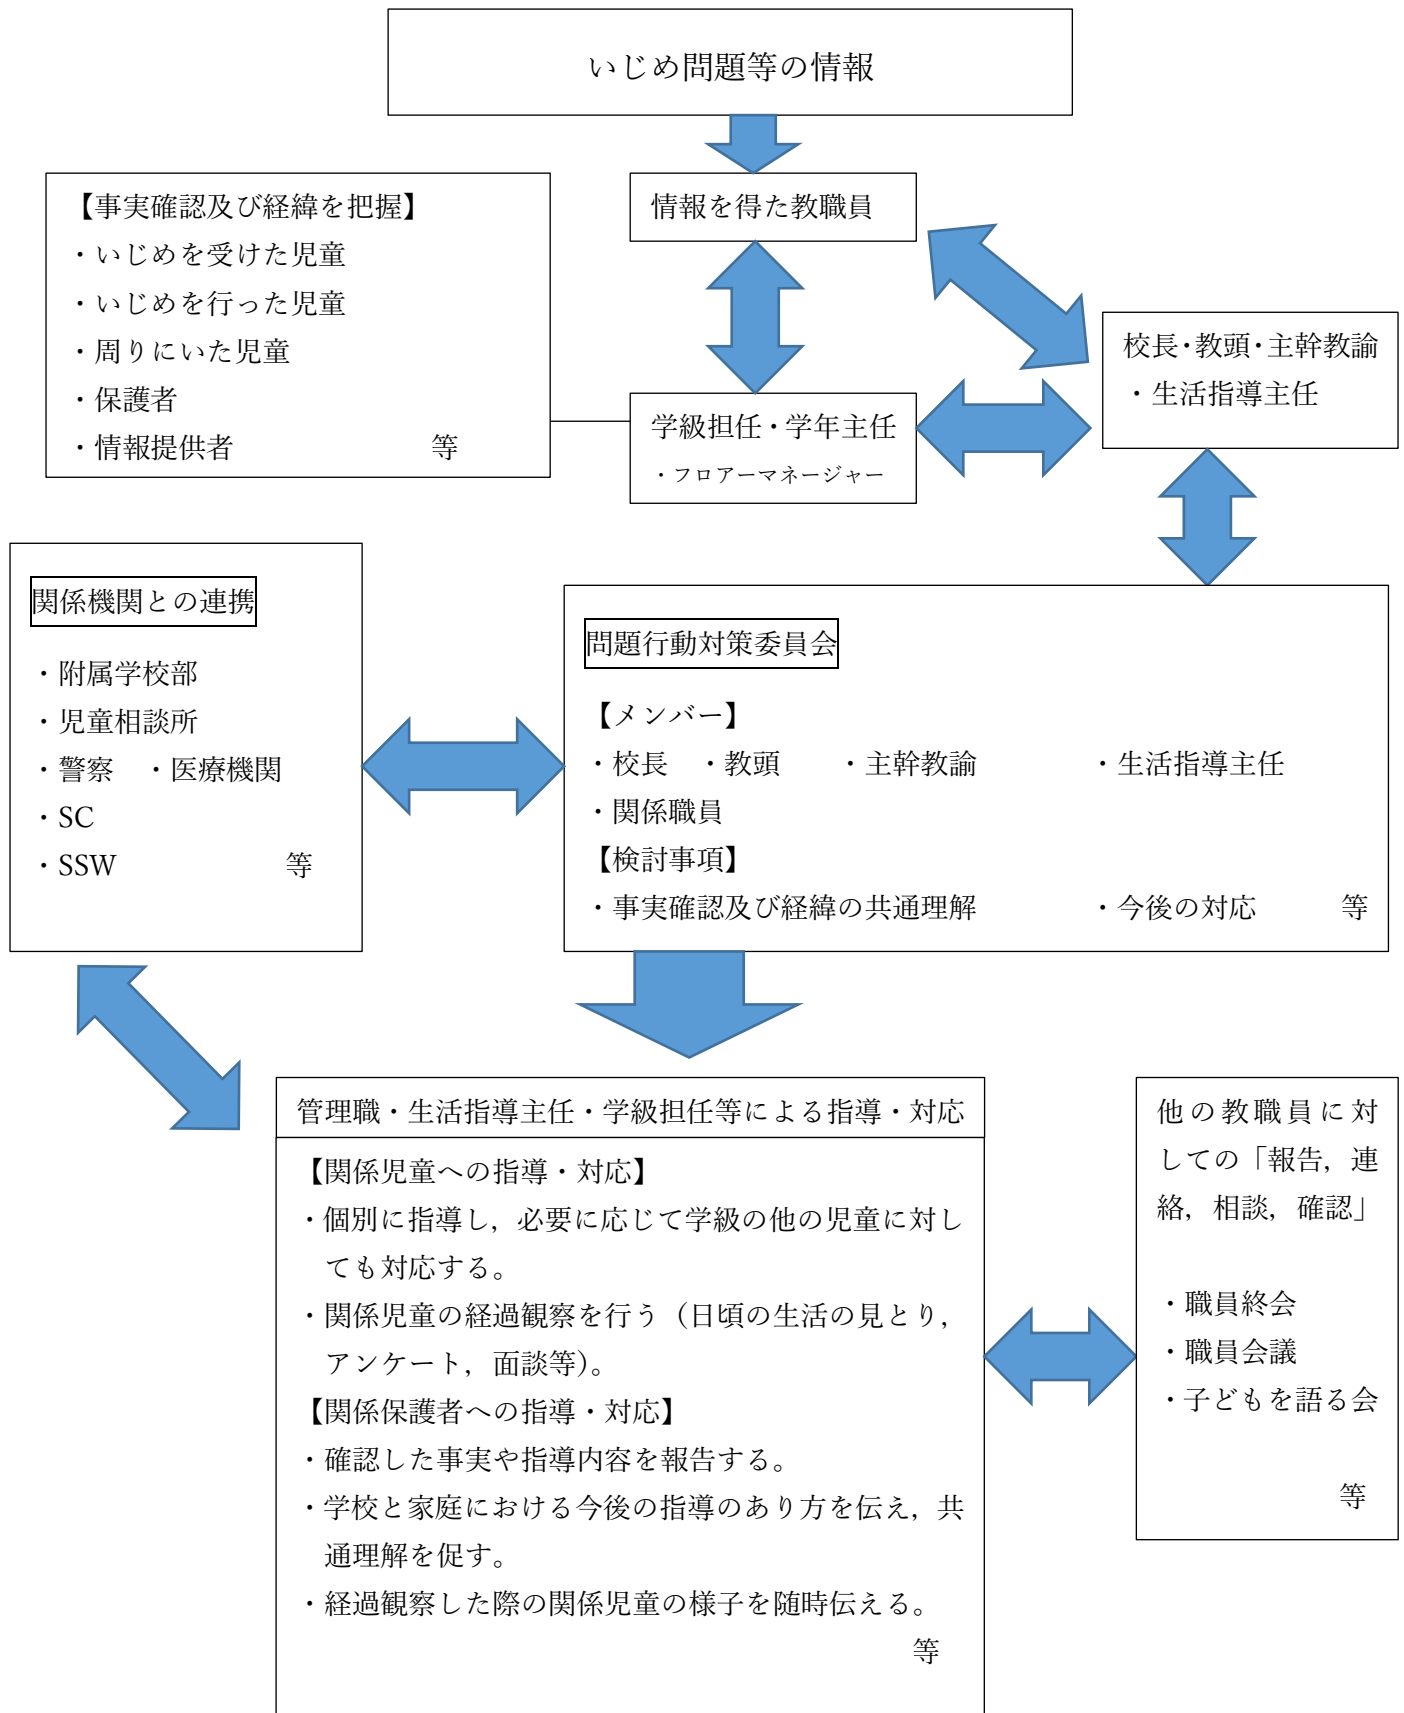 いじめ問題等の情報
情報を得た教職員
【事実確認及び経緯を把握】
・いじめを受けた児童
・いじめを行った児童
・周りにいた児童
・保護者
・情報提供者 等
学級担任・学年主任
・フロアーマネージャー
校長・教頭・主幹教諭
・生活指導主任
関係機関との連携
・附属学校部
・児童相談所
・警察 ・医療機関
・SC
・SSW 等
問題行動対策委員会
【メンバー】
・校長 ・教頭 ・主幹教諭 ・生活指導主任
・関係職員
【検討事項】
・事実確認及び経緯の共通理解 ・今後の対応 等
管理職・生活指導主任・学級担任等による指導・対応
【関係児童への指導・対応】
・個別に指導し，必要に応じて学級の他の児童に対し
ても対応する。
・関係児童の経過観察を行う（日頃の生活の見とり，
アンケート，面談等）。
【関係保護者への指導・対応】
・確認した事実や指導内容を報告する。
・学校と家庭における今後の指導のあり方を伝え，共
通理解を促す。
・経過観察した際の関係児童の様子を随時伝える。
等
他の教職員に対
しての「報告，連
絡，相談，確認」
・職員終会
・職員会議
・子どもを語る会
等